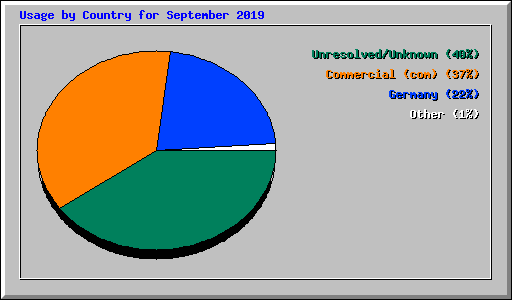 Usage by Country for September 2019
Unresolved/Unknown (40%)
Commercial (com) (37%)
Germany (22%)
Other (1%)